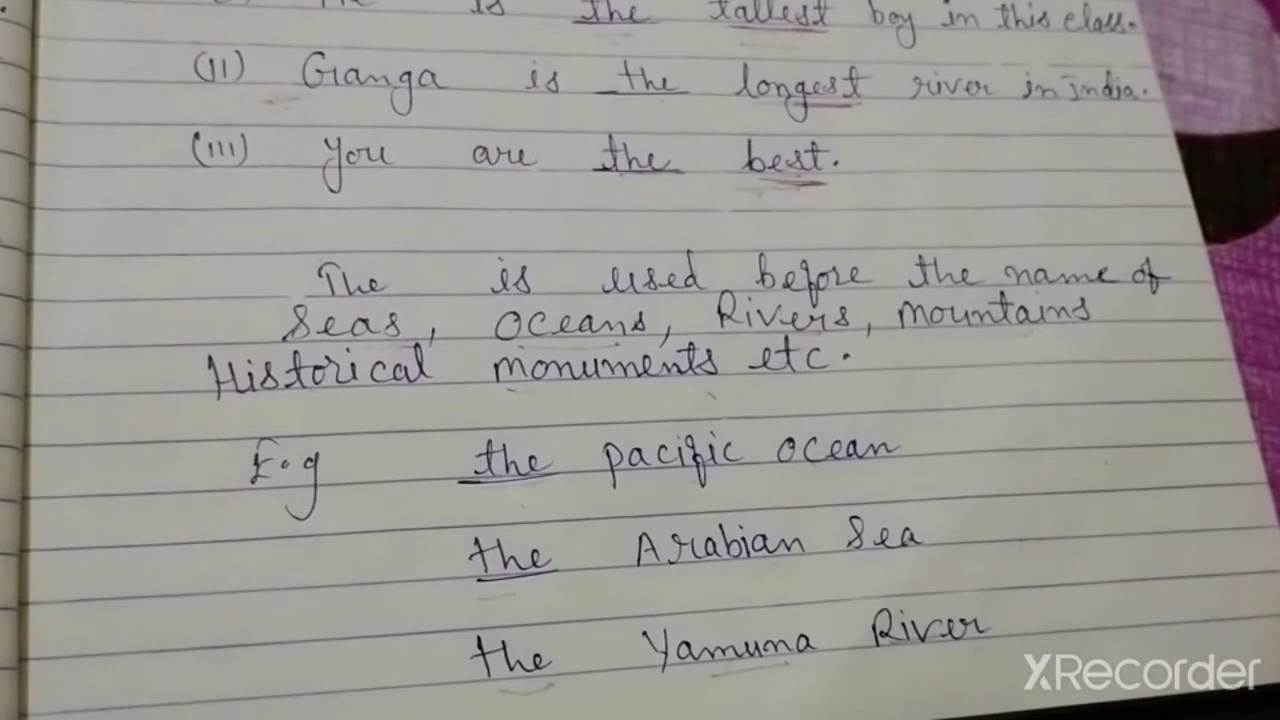 is the tallest boy in this class.
(II) Ganga is the longest river in india.
(III) you are the best.
The is used before the name of
Seas, Oceans, Rivers, mountains
Historical monuments etc.
E.g the pacific ocean
the Arabian Sea
the Yamuna River
XRecorder